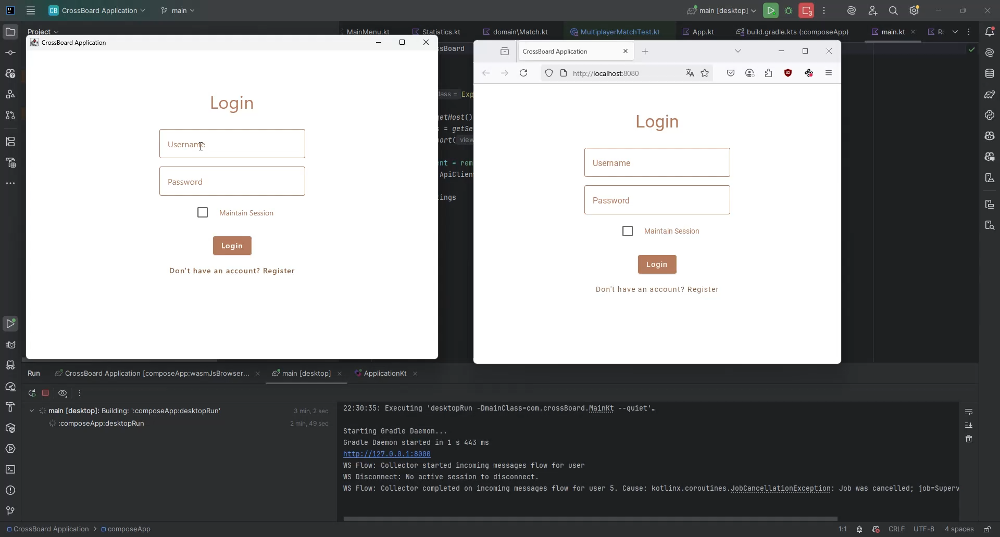 CB CrossBoard Application
main
main [desktop]
3
Project
MainMenu.kt
Statistics.kt
domain\Match.kt
MultiplayerMatchTest.kt
App.kt
build.gradle.kts (:composeApp)
main.kt
CrossBoard Application
Login
Username
Password
Maintain Session
Login
Don't have an account? Register
ssBoard
lass = Exp
getHost()
s = getSe
port( view
ent = rem
ApiClien
tings
CrossBoard Application
http://localhost:8080
Login
Username
Password
Maintain Session
Login
Don't have an account? Register
Run
CrossBoard Application [composeApp:wasmJsBrowser...
main [desktop]
ApplicationKt
main [desktop]: Building: ':composeApp:desktopRun' 3 min, 2 sec
:composeApp:desktopRun 2 min, 49 sec
22:30:35: Executing 'desktopRun -DmainClass=com.crossBoard.MainKt --quiet'…
Starting Gradle Daemon...
Gradle Daemon started in 1 s 443 ms
http://127.0.0.1:8000
WS Flow: Collector started incoming messages flow for user
WS Disconnect: No active session to disconnect.
WS Flow: Collector completed on incoming messages flow for user 5. Cause: kotlinx.coroutines.JobCancellationException: Job was cancelled; job=Superv
CrossBoard Application > composeApp
1:1
CRLF
UTF-8
4 spaces